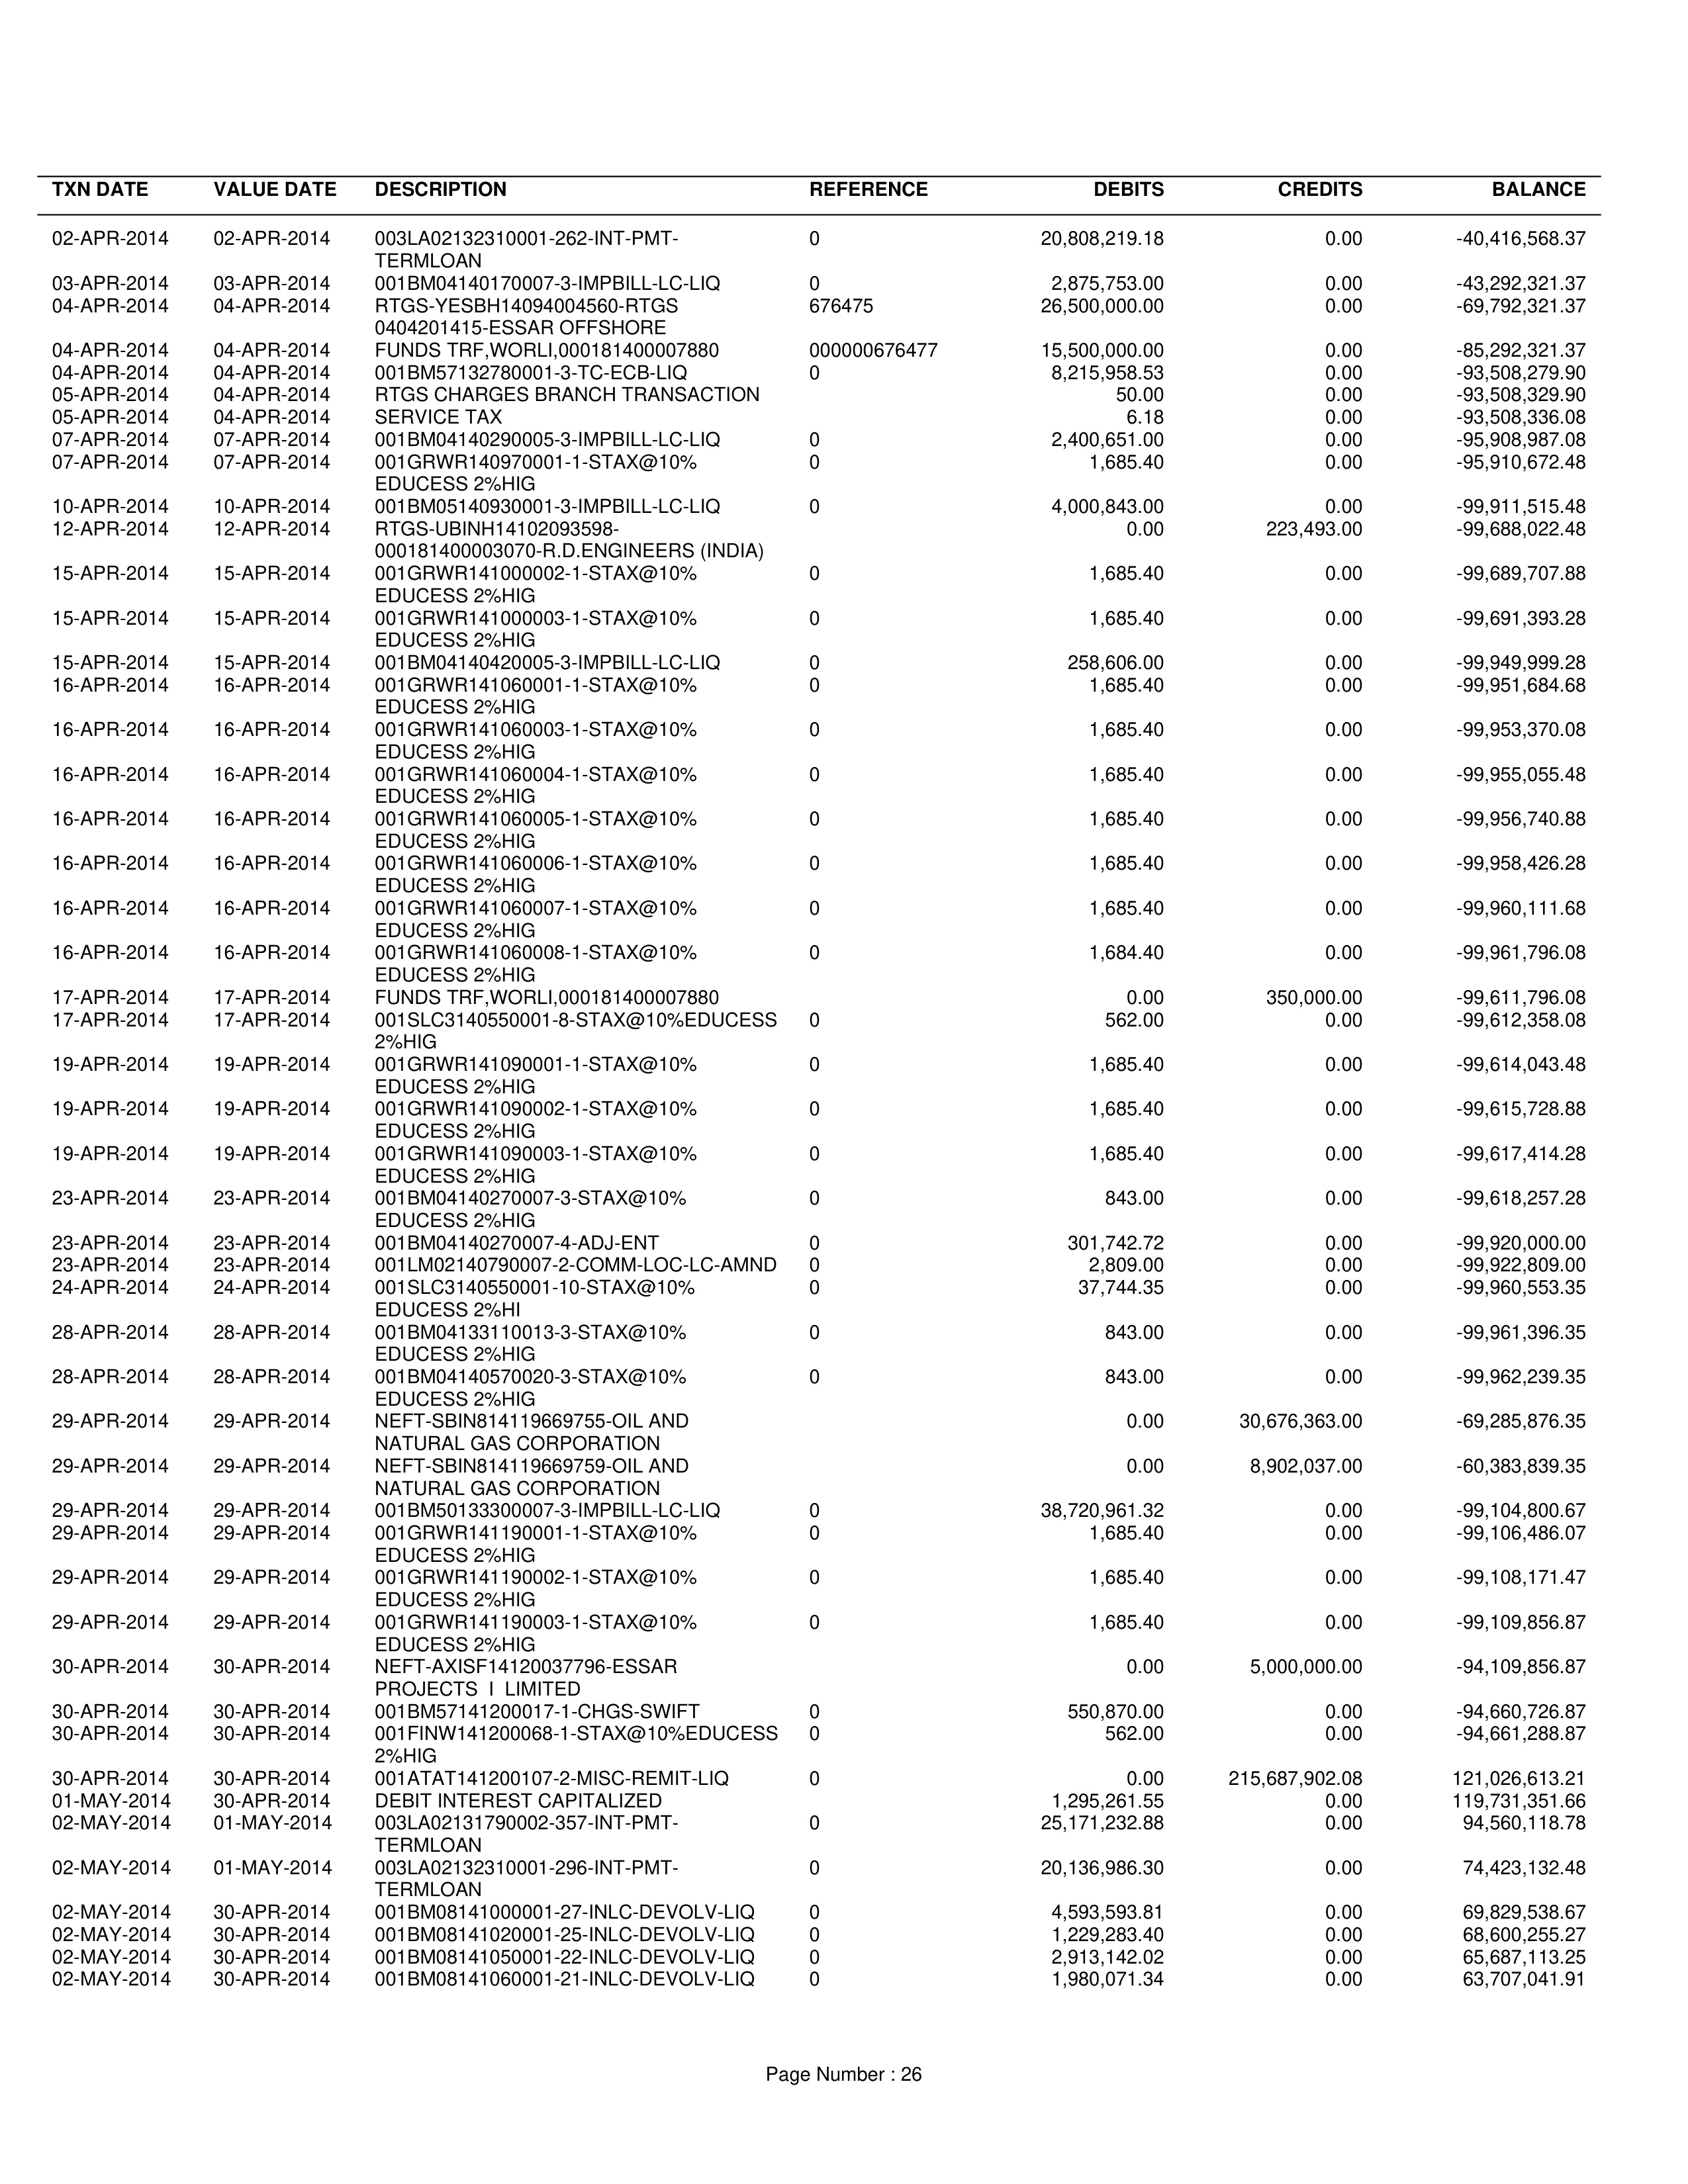 TXN DATE VALUE DATE DESCRIPTION REFERENCE DEBITS CREDITS BALANCE
02-APR-2014 02-APR-2014 003LA02132310001-262-INT-PMT- 0 20,808,219.18 0.00 -40,416,568.37
TERMLOAN
03-APR-2014 03-APR-2014 001BM04140170007-3-IMPBILL-LC-LIQ 0 2,875,753.00 0.00 -43,292,321.37
04-APR-2014 04-APR-2014 RTGS-YESBH14094004560-RTGS 676475 26,500,000.00 0.00 -69,792,321.37
0404201415-ESSAR OFFSHORE
04-APR-2014 04-APR-2014 FUNDS TRF,WORLI,000181400007880 000000676477 15,500,000.00 0.00 -85,292,321.37
04-APR-2014 04-APR-2014 001BM57132780001-3-TC-ECB-LIQ 0 8,215,958.53 0.00 -93,508,279.90
05-APR-2014 04-APR-2014 RTGS CHARGES BRANCH TRANSACTION 50.00 0.00 -93,508,329.90
05-APR-2014 04-APR-2014 SERVICE TAX 6.18 0.00 -93,508,336.08
07-APR-2014 07-APR-2014 001BM04140290005-3-IMPBILL-LC-LIQ 0 2,400,651.00 0.00 -95,908,987.08
07-APR-2014 07-APR-2014 001GRWR140970001-1-STAX@10% 0 1,685.40 0.00 -95,910,672.48
EDUCESS 2%HIG
10-APR-2014 10-APR-2014 001BM05140930001-3-IMPBILL-LC-LIQ 0 4,000,843.00 0.00 -99,911,515.48
12-APR-2014 12-APR-2014 RTGS-UBINH14102093598- 0.00 223,493.00 -99,688,022.48
000181400003070-R.D.ENGINEERS (INDIA)
15-APR-2014 15-APR-2014 001GRWR141000002-1-STAX@10% 0 1,685.40 0.00 -99,689,707.88
EDUCESS 2%HIG
15-APR-2014 15-APR-2014 001GRWR141000003-1-STAX@10% 0 1,685.40 0.00 -99,691,393.28
EDUCESS 2%HIG
15-APR-2014 15-APR-2014 001BM04140420005-3-IMPBILL-LC-LIQ 0 258,606.00 0.00 -99,949,999.28
16-APR-2014 16-APR-2014 001GRWR141060001-1-STAX@10% 0 1,685.40 0.00 -99,951,684.68
EDUCESS 2%HIG
16-APR-2014 16-APR-2014 001GRWR141060003-1-STAX@10% 0 1,685.40 0.00 -99,953,370.08
EDUCESS 2%HIG
16-APR-2014 16-APR-2014 001GRWR141060004-1-STAX@10% 0 1,685.40 0.00 -99,955,055.48
EDUCESS 2%HIG
16-APR-2014 16-APR-2014 001GRWR141060005-1-STAX@10% 0 1,685.40 0.00 -99,956,740.88
EDUCESS 2%HIG
16-APR-2014 16-APR-2014 001GRWR141060006-1-STAX@10% 0 1,685.40 0.00 -99,958,426.28
EDUCESS 2%HIG
16-APR-2014 16-APR-2014 001GRWR141060007-1-STAX@10% 0 1,685.40 0.00 -99,960,111.68
EDUCESS 2%HIG
16-APR-2014 16-APR-2014 001GRWR141060008-1-STAX@10% 0 1,684.40 0.00 -99,961,796.08
EDUCESS 2%HIG
17-APR-2014 17-APR-2014 FUNDS TRF,WORLI,000181400007880 0.00 350,000.00 -99,611,796.08
17-APR-2014 17-APR-2014 001SLC3140550001-8-STAX@10%EDUCESS 0 562.00 0.00 -99,612,358.08
2%HIG
19-APR-2014 19-APR-2014 001GRWR141090001-1-STAX@10% 0 1,685.40 0.00 -99,614,043.48
EDUCESS 2%HIG
19-APR-2014 19-APR-2014 001GRWR141090002-1-STAX@10% 0 1,685.40 0.00 -99,615,728.88
EDUCESS 2%HIG
19-APR-2014 19-APR-2014 001GRWR141090003-1-STAX@10% 0 1,685.40 0.00 -99,617,414.28
EDUCESS 2%HIG
23-APR-2014 23-APR-2014 001BM04140270007-3-STAX@10% 0 843.00 0.00 -99,618,257.28
EDUCESS 2%HIG
23-APR-2014 23-APR-2014 001BM04140270007-4-ADJ-ENT 0 301,742.72 0.00 -99,920,000.00
23-APR-2014 23-APR-2014 001LM02140790007-2-COMM-LOC-LC-AMND 0 2,809.00 0.00 -99,922,809.00
24-APR-2014 24-APR-2014 001SLC3140550001-10-STAX@10% 0 37,744.35 0.00 -99,960,553.35
EDUCESS 2%HI
28-APR-2014 28-APR-2014 001BM04133110013-3-STAX@10% 0 843.00 0.00 -99,961,396.35
EDUCESS 2%HIG
28-APR-2014 28-APR-2014 001BM04140570020-3-STAX@10% 0 843.00 0.00 -99,962,239.35
EDUCESS 2%HIG
29-APR-2014 29-APR-2014 NEFT-SBIN814119669755-OIL AND 0.00 30,676,363.00 -69,285,876.35
NATURAL GAS CORPORATION
29-APR-2014 29-APR-2014 NEFT-SBIN814119669759-OIL AND 0.00 8,902,037.00 -60,383,839.35
NATURAL GAS CORPORATION
29-APR-2014 29-APR-2014 001BM50133300007-3-IMPBILL-LC-LIQ 0 38,720,961.32 0.00 -99,104,800.67
29-APR-2014 29-APR-2014 001GRWR141190001-1-STAX@10% 0 1,685.40 0.00 -99,106,486.07
EDUCESS 2%HIG
29-APR-2014 29-APR-2014 001GRWR141190002-1-STAX@10% 0 1,685.40 0.00 -99,108,171.47
EDUCESS 2%HIG
29-APR-2014 29-APR-2014 001GRWR141190003-1-STAX@10% 0 1,685.40 0.00 -99,109,856.87
EDUCESS 2%HIG
30-APR-2014 30-APR-2014 NEFT-AXISF14120037796-ESSAR 0.00 5,000,000.00 -94,109,856.87
PROJECTS I LIMITED
30-APR-2014 30-APR-2014 001BM57141200017-1-CHGS-SWIFT 0 550,870.00 0.00 -94,660,726.87
30-APR-2014 30-APR-2014 001FINW141200068-1-STAX@10%EDUCESS 0 562.00 0.00 -94,661,288.87
2%HIG
30-APR-2014 30-APR-2014 001ATAT141200107-2-MISC-REMIT-LIQ 0 0.00 215,687,902.08 121,026,613.21
01-MAY-2014 30-APR-2014 DEBIT INTEREST CAPITALIZED 1,295,261.55 0.00 119,731,351.66
02-MAY-2014 01-MAY-2014 003LA02131790002-357-INT-PMT- 0 25,171,232.88 0.00 94,560,118.78
TERMLOAN
02-MAY-2014 01-MAY-2014 003LA02132310001-296-INT-PMT- 0 20,136,986.30 0.00 74,423,132.48
TERMLOAN
02-MAY-2014 30-APR-2014 001BM08141000001-27-INLC-DEVOLV-LIQ 0 4,593,593.81 0.00 69,829,538.67
02-MAY-2014 30-APR-2014 001BM08141020001-25-INLC-DEVOLV-LIQ 0 1,229,283.40 0.00 68,600,255.27
02-MAY-2014 30-APR-2014 001BM08141050001-22-INLC-DEVOLV-LIQ 0 2,913,142.02 0.00 65,687,113.25
02-MAY-2014 30-APR-2014 001BM08141060001-21-INLC-DEVOLV-LIQ 0 1,980,071.34 0.00 63,707,041.91
Page Number : 26